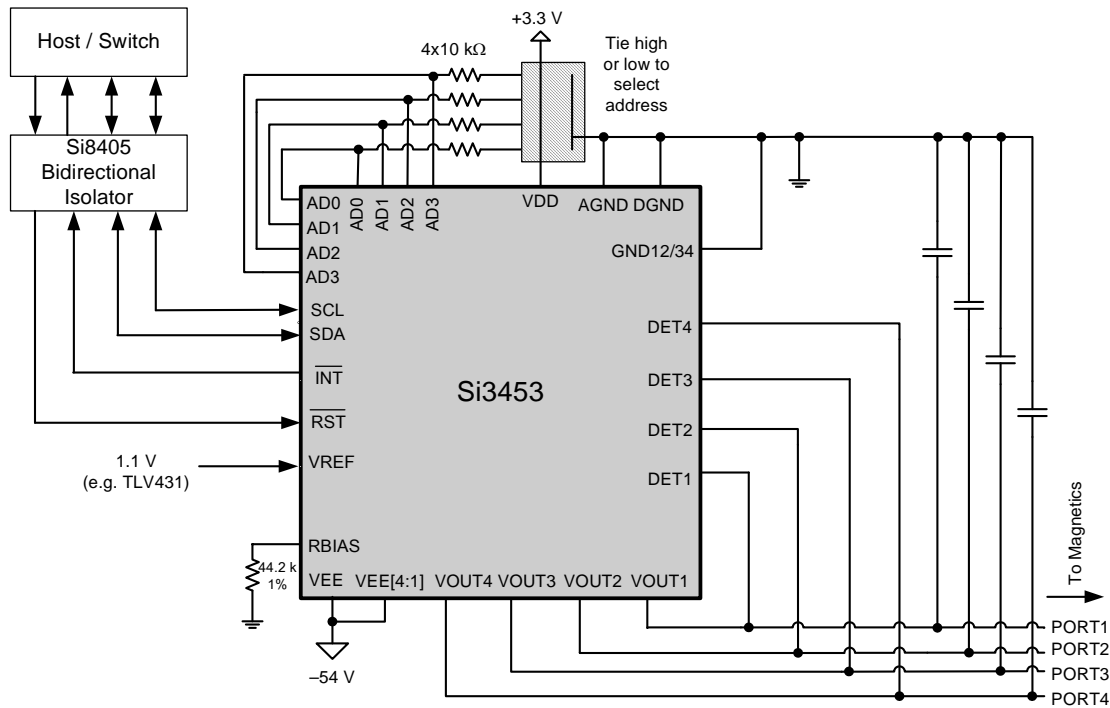 Host / Switch
Si8405
Bidirectional
Isolator
+3.3 V
4x10 kΩ
Tie high
or low to
select
address
AD0
AD1
AD2
AD3
AD0
AD1
AD2
AD3
VDD
AGND
DGND
GND12/34
SCL
SDA
INT
RST
VREF
1.1 V
(e.g. TLV431)
Si3453
DET4
DET3
DET2
DET1
RBIAS
44.2 k
1%
VEE
VEE[4:1]
VOUT4
VOUT3
VOUT2
VOUT1
–54 V
To Magnetics
PORT1
PORT2
PORT3
PORT4